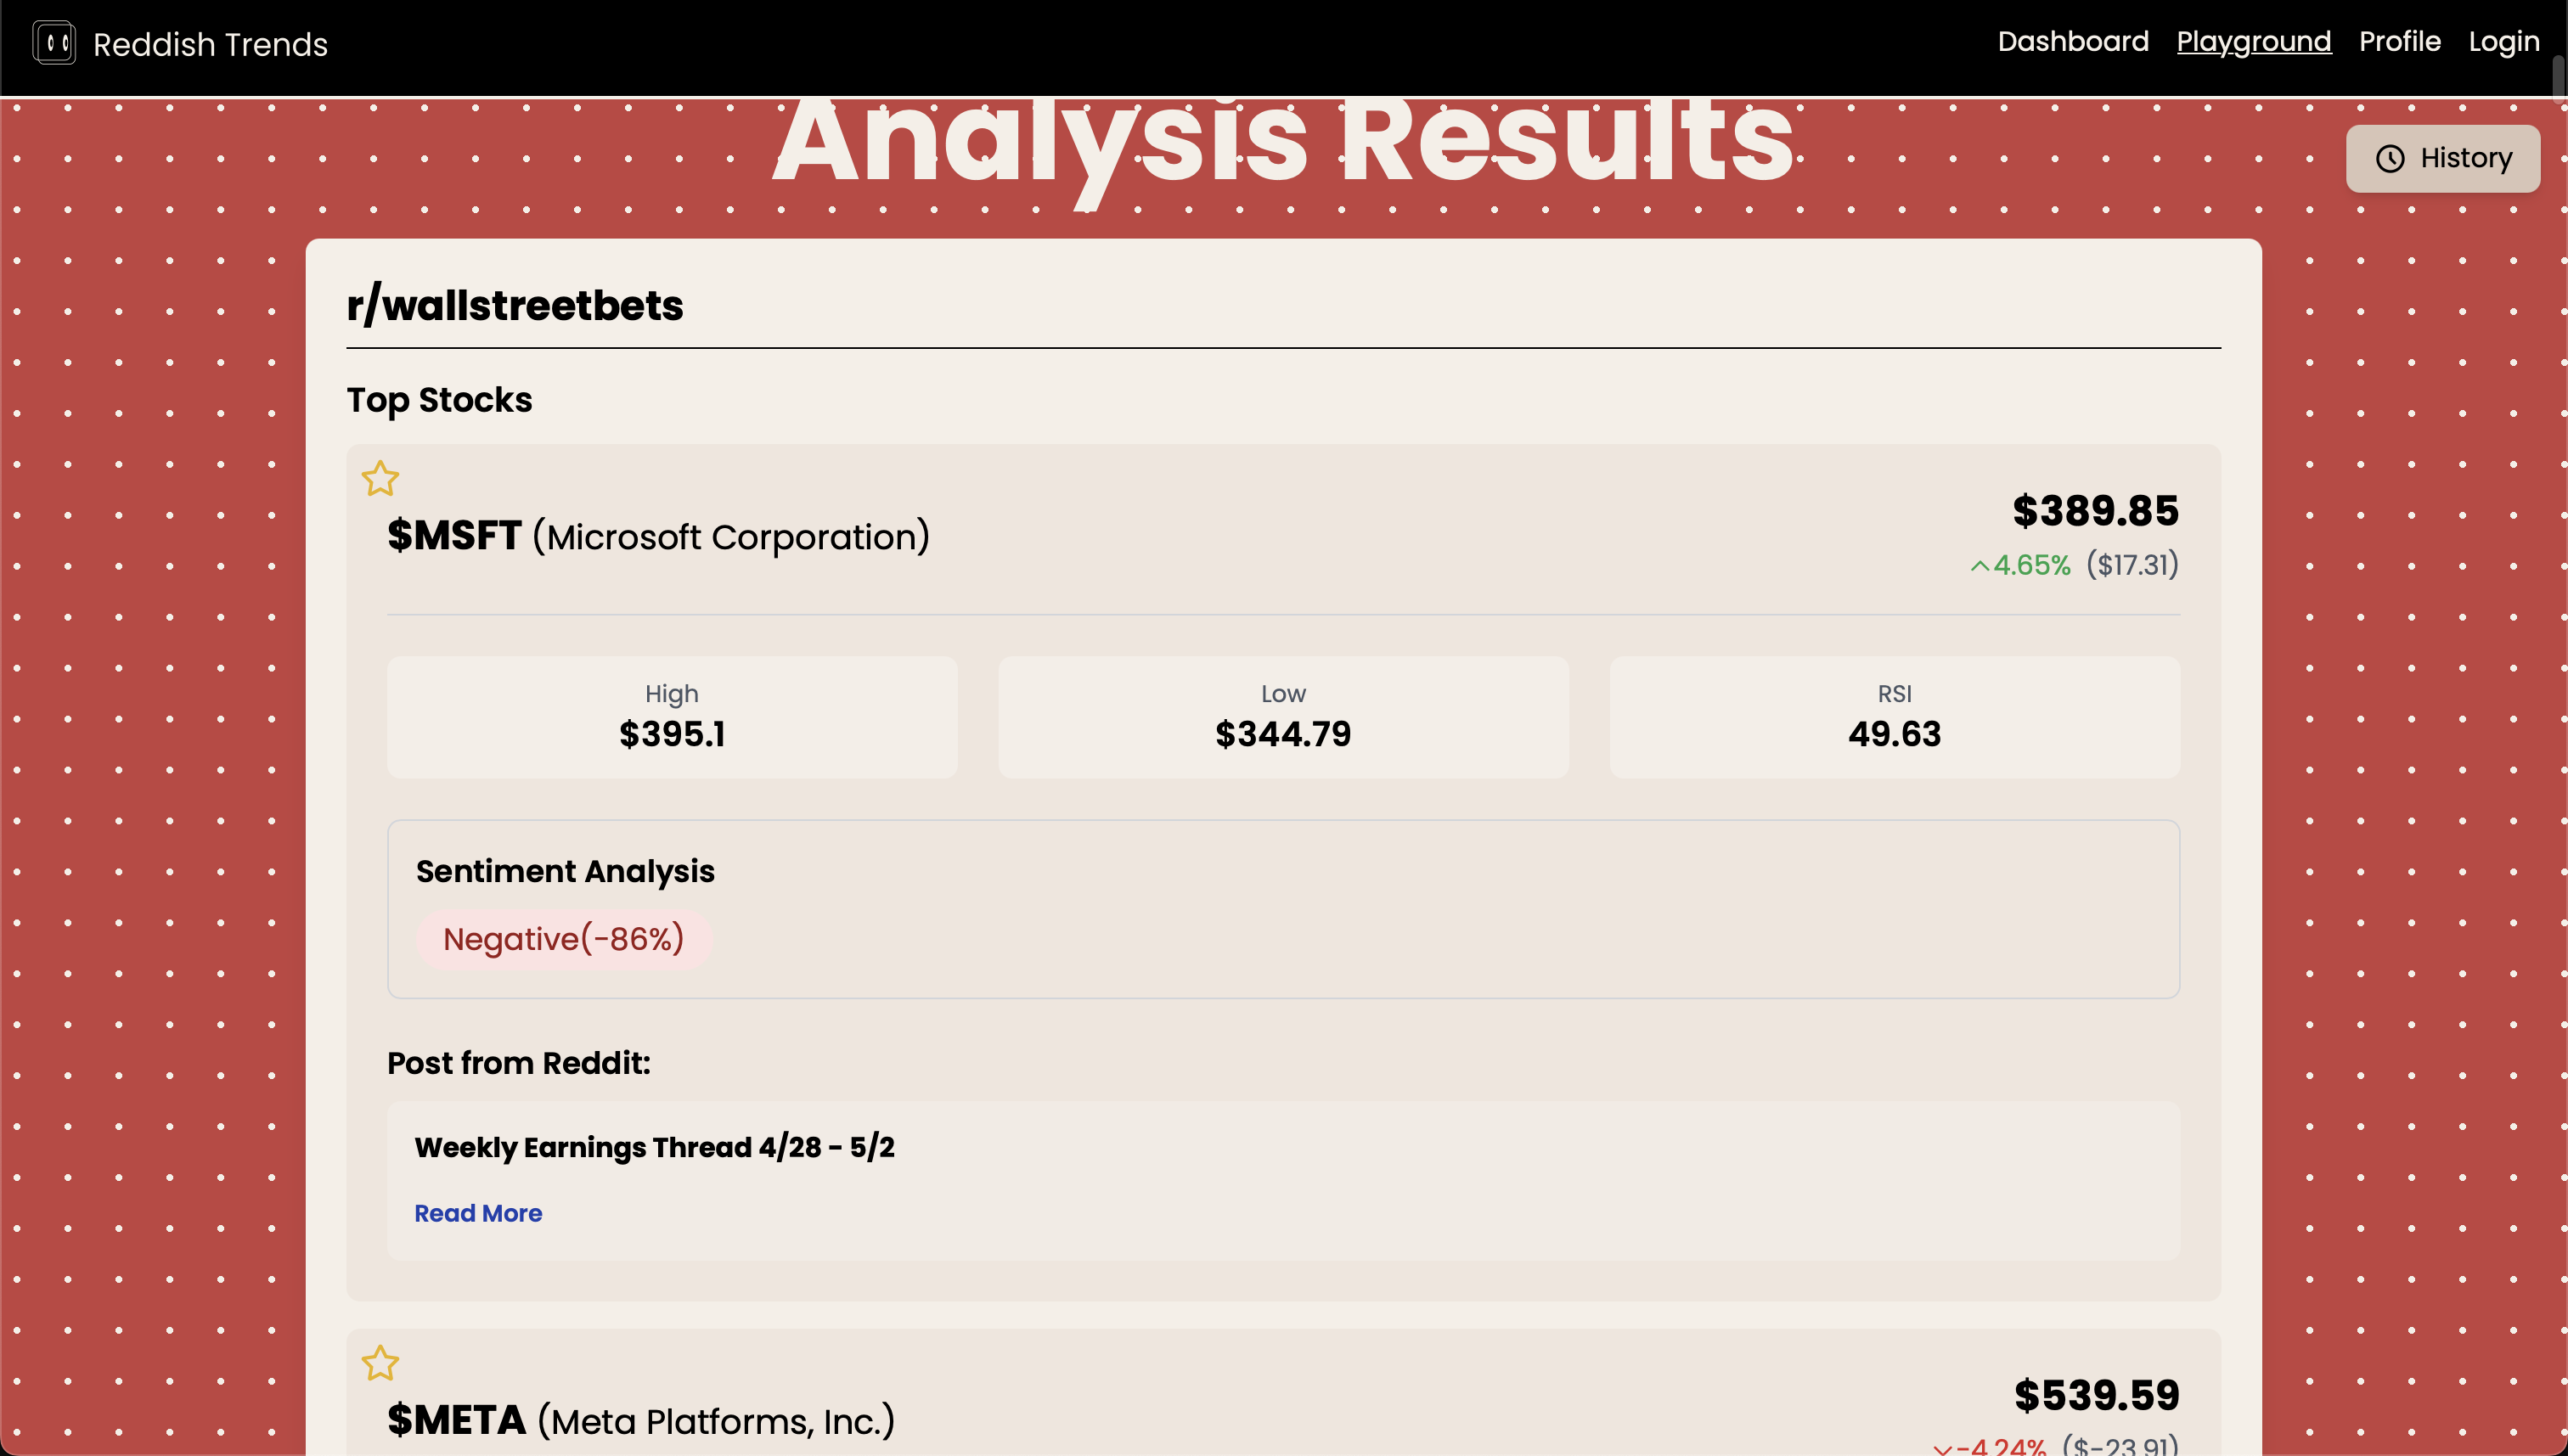 Reddish Trends
Dashboard Playground Profile Login
Analysis Results
History
r/wallstreetbets
Top Stocks
$MSFT (Microsoft Corporation)
$389.85
4.65% ($17.31)
High
$395.1
Low
$344.79
RSI
49.63
Sentiment Analysis
Negative(-86%)
Post from Reddit:
Weekly Earnings Thread 4/28 - 5/2
Read More
$META (Meta Platforms, Inc.)
$539.59
-4.24% ($-23.91)